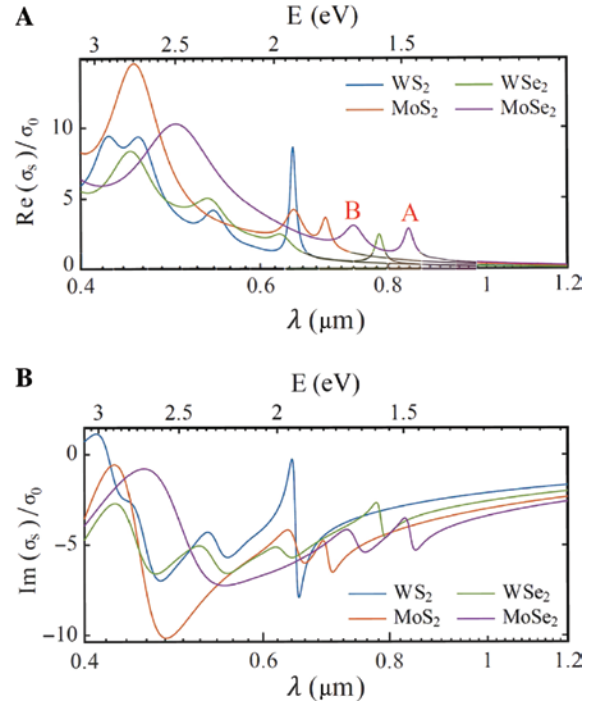 A
E (eV)
3 2.5 2 1.5
WS₂ WSe₂
MoS₂ MoSe₂
10
5
0
Re (σₛ)/σ₀
B A
0.4 0.6 0.8 1 1.2
λ (μm)
B
E (eV)
3 2.5 2 1.5
0
−5
−10
Im (σₛ)/σ₀
WS₂ WSe₂
MoS₂ MoSe₂
0.4 0.6 0.8 1 1.2
λ (μm)